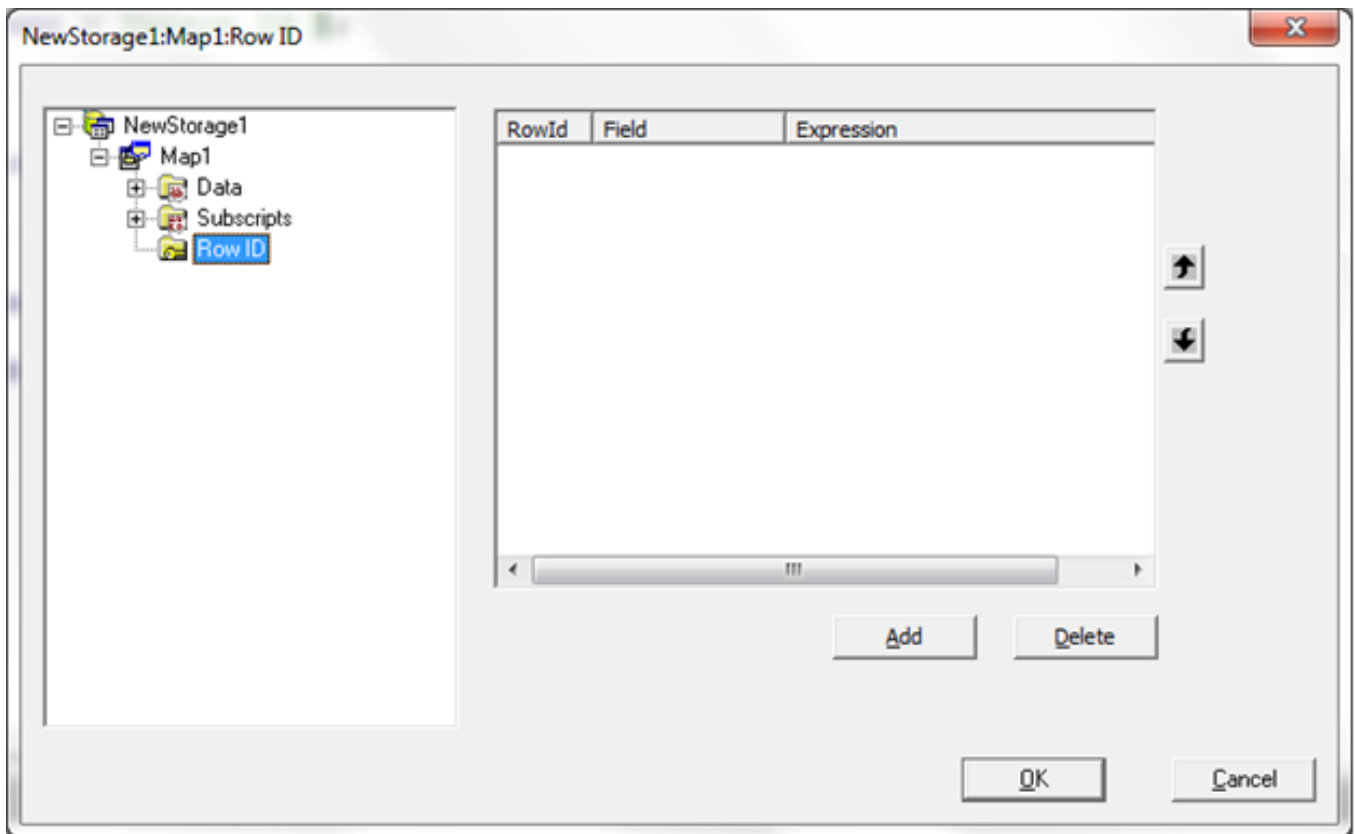 NewStorage1:Map1:Row ID
NewStorage1
Map1
Data
Subscripts
Row ID
RowId Field Expression
Add Delete
OK Cancel